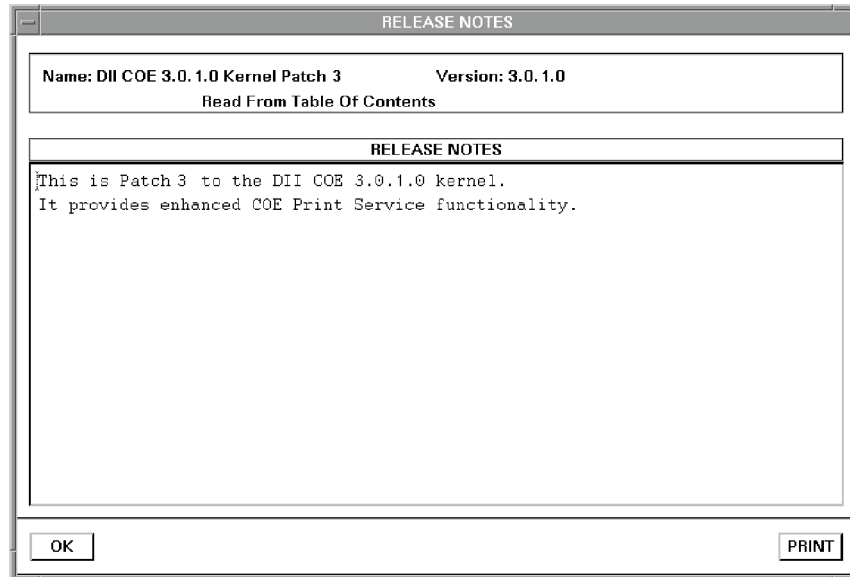 RELEASE NOTES
Name: DII COE 3.0.1.0 Kernel Patch 3 Version: 3.0.1.0
Read From Table Of Contents
RELEASE NOTES
This is Patch 3 to the DII COE 3.0.1.0 kernel.
It provides enhanced COE Print Service functionality.
OK PRINT